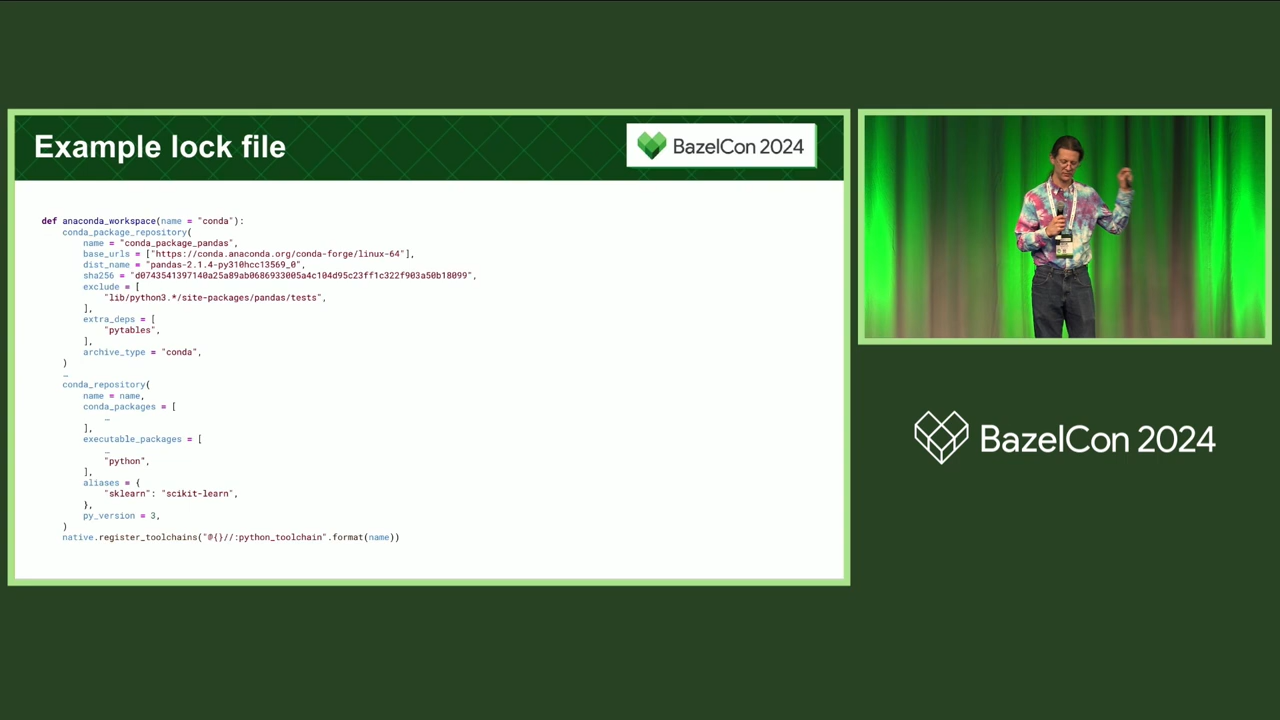 Example lock file
BazelCon 2024
def anaconda_workspace(name = "conda"):
conda_package_repository(
name = "conda_package_pandas",
base_urls = ["https://conda.anaconda.org/conda-forge/linux-64"],
dist_name = "pandas-2.1.4-py310hcc13569_0",
sha256 = "d0743541397140a25a89ab0686933005a4c104d95c23ff1c322f903a50b18099",
exclude = [
"lib/python3.*/site-packages/pandas/tests",
],
extra_deps = [
"pytables",
],
archive_type = "conda",
)
…
conda_repository(
name = name,
conda_packages = [
…
],
executable_packages = [
…
"python",
],
aliases = {
"sklearn": "scikit-learn",
},
py_version = 3,
)
native.register_toolchains("@{}//:python_toolchain".format(name))
BazelCon 2024